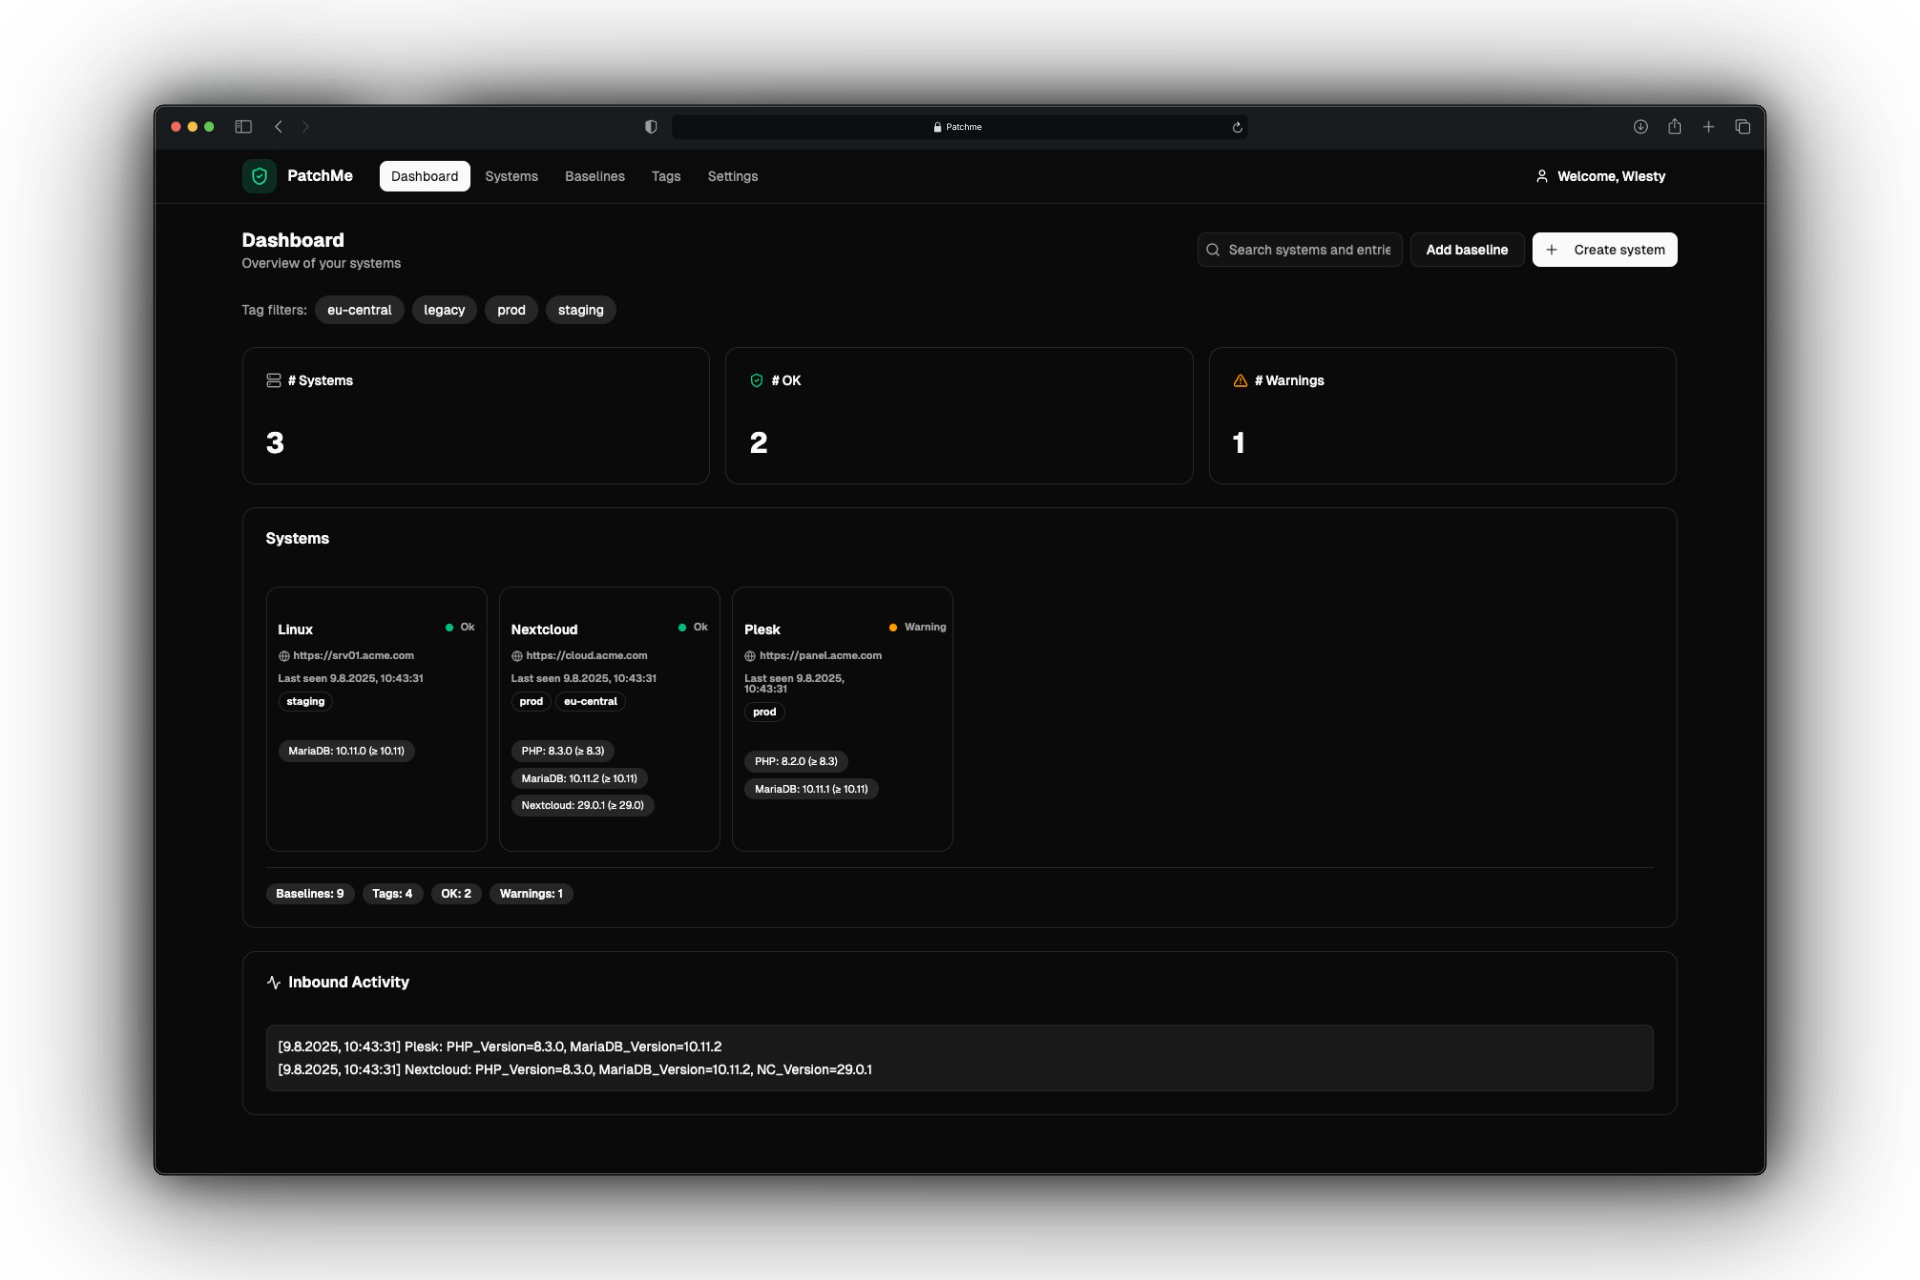 Patchme
PatchMe Dashboard Systems Baselines Tags Settings Welcome, Wlesty
Dashboard
Overview of your systems
Search systems and entrie Add baseline + Create system
Tag filters: eu-central legacy prod staging
# Systems
3
# OK
2
# Warnings
1
Systems
Linux Ok
https://srv01.acme.com
Last seen 9.8.2025, 10:43:31
staging
MariaDB: 10.11.0 (≥ 10.11)
Nextcloud Ok
https://cloud.acme.com
Last seen 9.8.2025, 10:43:31
prod eu-central
PHP: 8.3.0 (≥ 8.3)
MariaDB: 10.11.2 (≥ 10.11)
Nextcloud: 29.0.1 (≥ 29.0)
Plesk Warning
https://panel.acme.com
Last seen 9.8.2025,
10:43:31
prod
PHP: 8.2.0 (≥ 8.3)
MariaDB: 10.11.1 (≥ 10.11)
Baselines: 9 Tags: 4 OK: 2 Warnings: 1
Inbound Activity
[9.8.2025, 10:43:31] Plesk: PHP_Version=8.3.0, MariaDB_Version=10.11.2
[9.8.2025, 10:43:31] Nextcloud: PHP_Version=8.3.0, MariaDB_Version=10.11.2, NC_Version=29.0.1